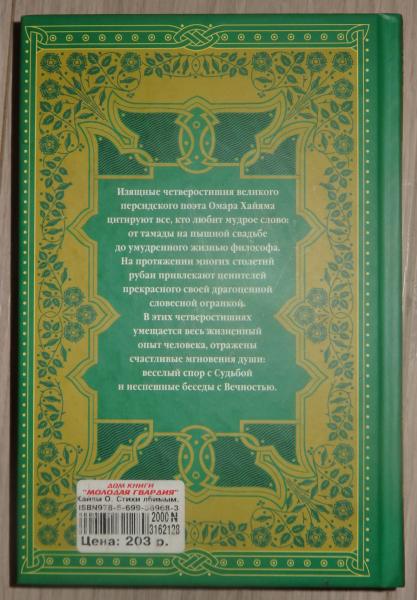 Изящные четверостишия великого
персидского поэта Омара Хайяма
цитируют все, кто любит мудрое слово:
от тамады на пышной свадьбе
до умудренного жизнью философа.
На протяжении многих столетий
рубаи привлекают ценителей
прекрасного своей драгоценной
словесной огранкой.
В этих четверостишиях
умещается весь жизненный
опыт человека, отражены
счастливые мгновения души:
веселый спор с Судьбой
и неспешные беседы с Вечностью.
ДОМ КНИГИ
"МОЛОДАЯ ГВАРДИЯ"
Хайям О. Стихи любимым.
ISBN978-5-699-36968-3
2000 N
3162128
Цена: 203 р.